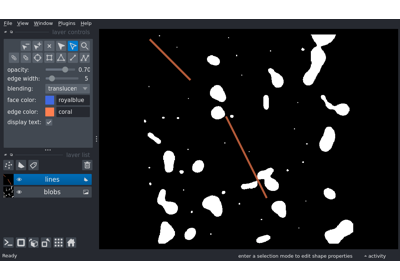 File View Window Plugins Help
layer controls
opacity: 0.70
edge width: 5
blending: translucen
face color: royalblue
edge color: coral
display text:
layer list
lines
blobs
Ready enter a selection mode to edit shape properties activity